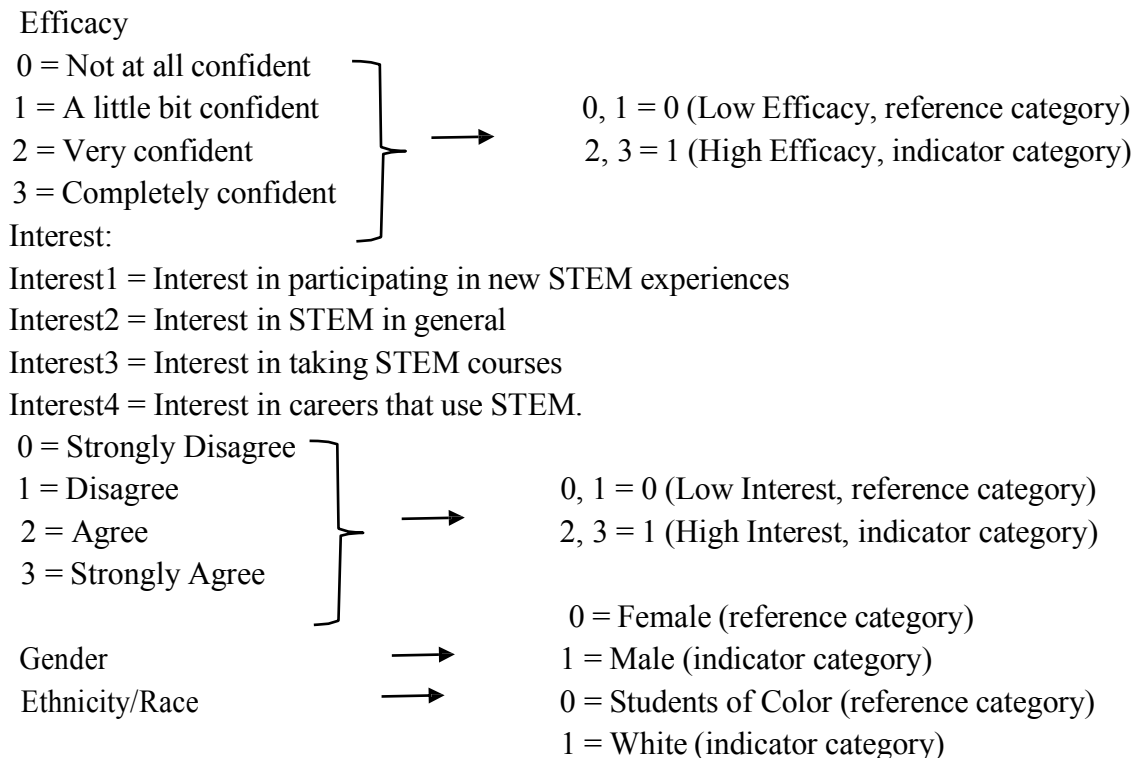 Efficacy
0 = Not at all confident
1 = A little bit confident 0, 1 = 0 (Low Efficacy, reference category)
2 = Very confident 2, 3 = 1 (High Efficacy, indicator category)
3 = Completely confident
Interest:
Interest1 = Interest in participating in new STEM experiences
Interest2 = Interest in STEM in general
Interest3 = Interest in taking STEM courses
Interest4 = Interest in careers that use STEM.
0 = Strongly Disagree
1 = Disagree 0, 1 = 0 (Low Interest, reference category)
2 = Agree 2, 3 = 1 (High Interest, indicator category)
3 = Strongly Agree
0 = Female (reference category)
Gender 1 = Male (indicator category)
Ethnicity/Race 0 = Students of Color (reference category)
1 = White (indicator category)